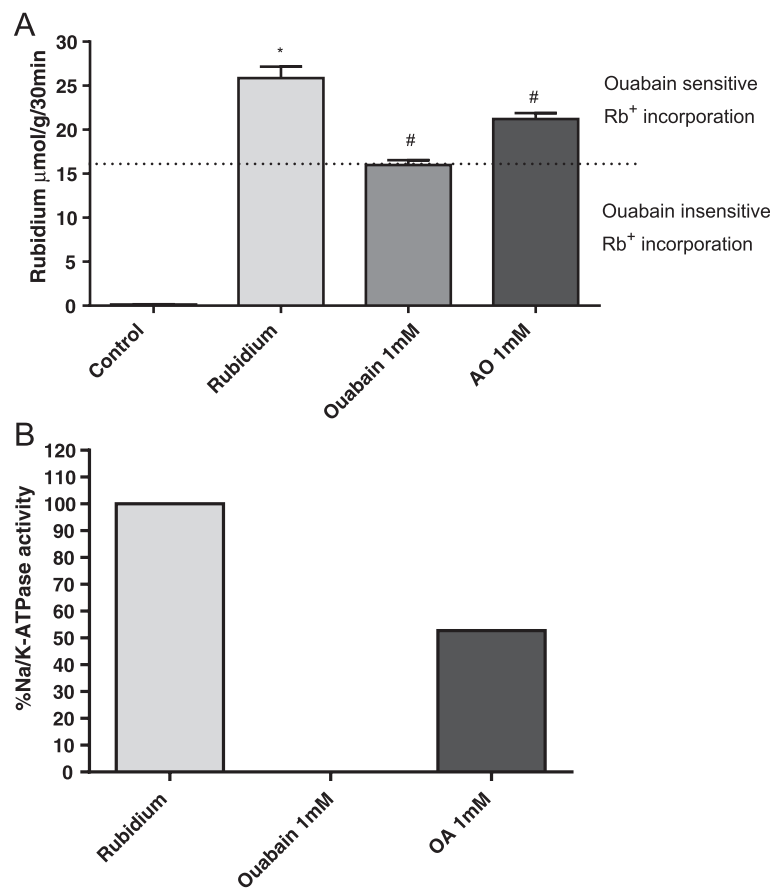 A
Rubidium μmol/g/30min
30
25
20
15
10
5
0
*
#
#
Ouabain sensitive
Rb+ incorporation
Ouabain insensitive
Rb+ incorporation
Control
Rubidium
Ouabain 1mM
AO 1mM
B
%Na/K-ATPase activity
120
110
100
90
80
70
60
50
40
30
20
10
0
Rubidium
Ouabain 1mM
OA 1mM